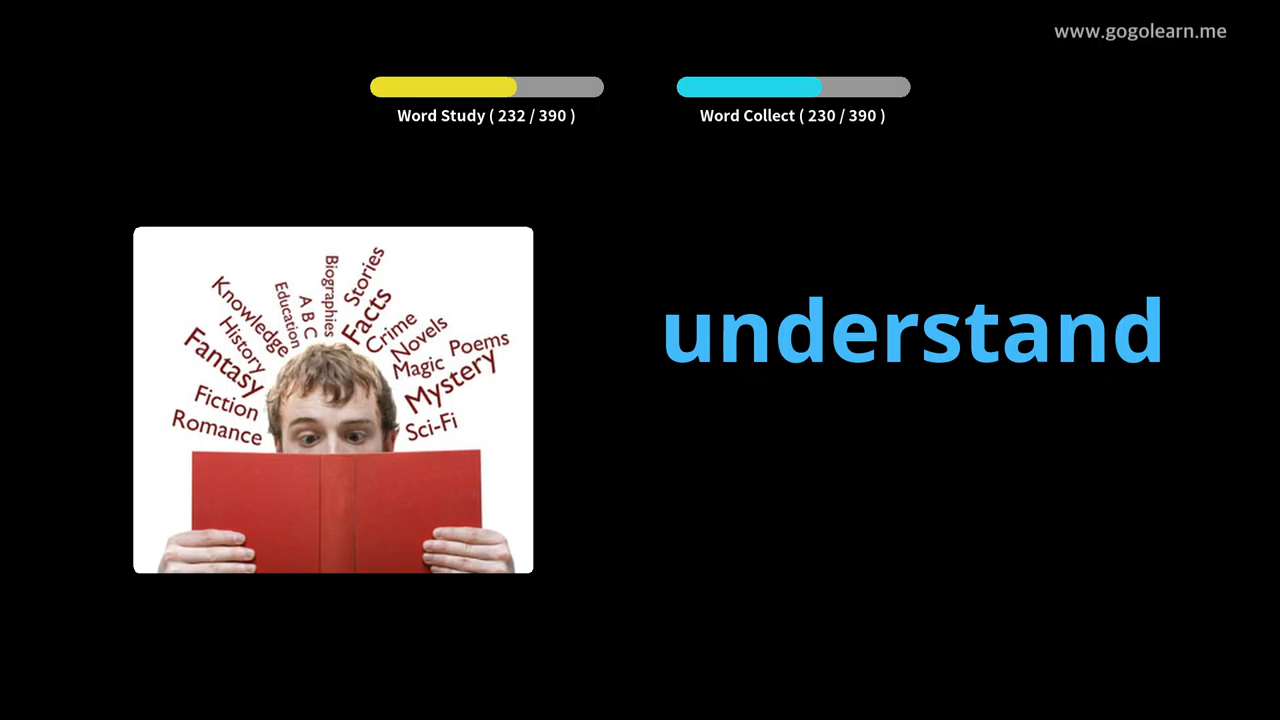 www.gogolearn.me
Word Study ( 232 / 390 )
Word Collect ( 230 / 390 )
understand
Romance
Fiction
Fantasy
History
Knowledge
Education
A B C
Biographies
Stories
Facts
Crime
Novels
Magic
Poems
Mystery
Sci-Fi